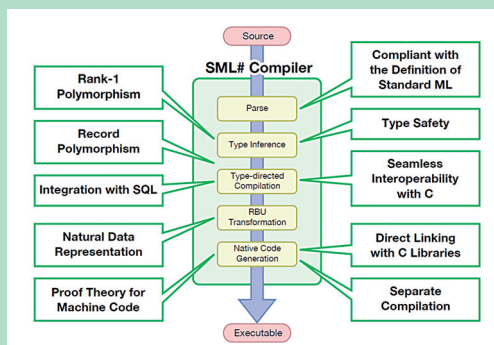 Source
SML# Compiler
Rank-1
Polymorphism
Record
Polymorphism
Integration with SQL
Natural Data
Representation
Proof Theory for
Machine Code
Parse
Type Inference
Type-directed
Compilation
RBU
Transformation
Native Code
Generation
Compliant with
the Definition of
Standard ML
Type Safety
Seamless
Interoperability
with C
Direct Linking
with C Libraries
Separate
Compilation
Executable